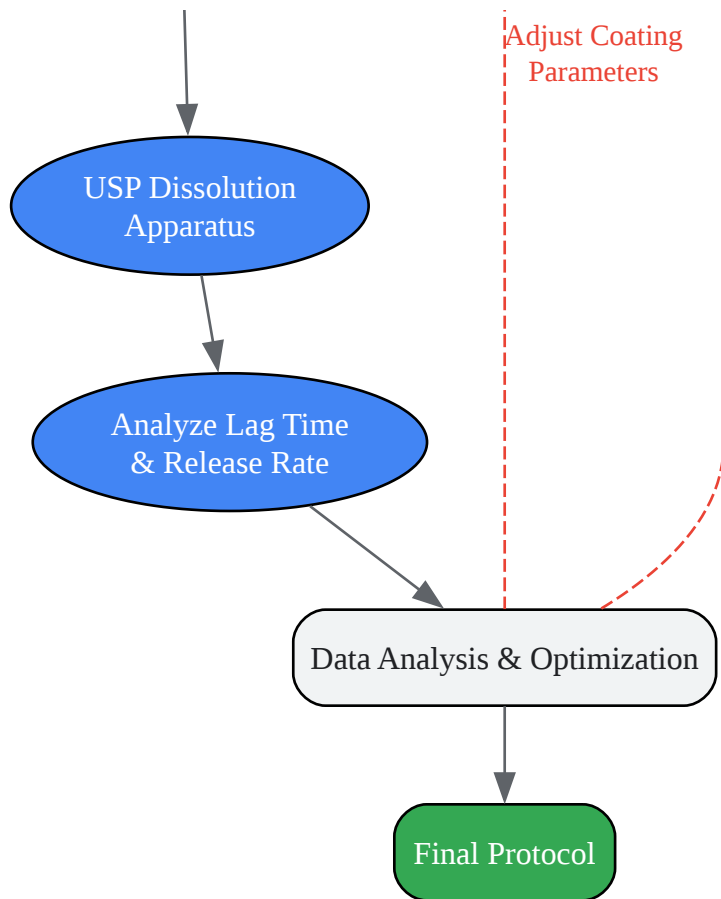 Adjust Coating
Parameters
USP Dissolution
Apparatus
Analyze Lag Time
& Release Rate
Data Analysis & Optimization
Final Protocol